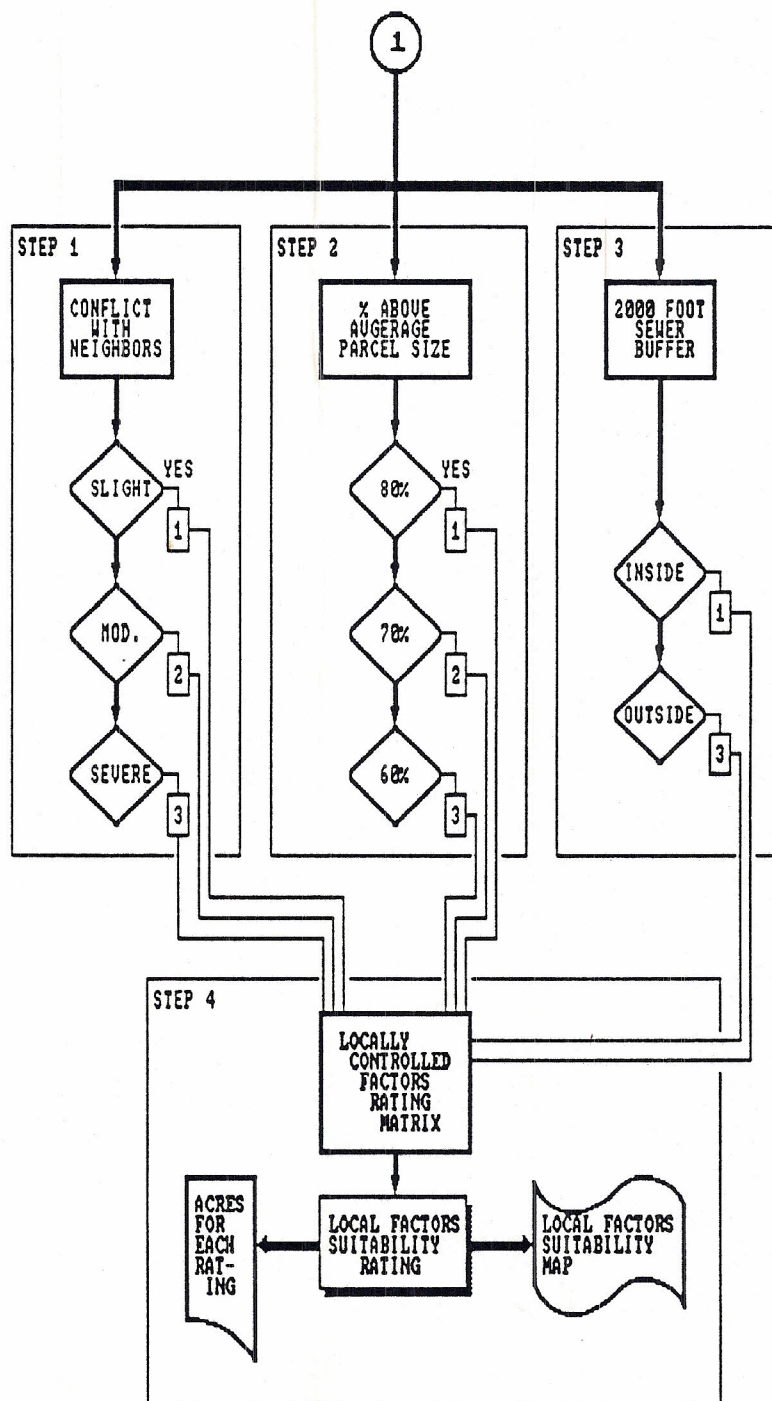 1
STEP 1
CONFLICT
WITH
NEIGHBORS
SLIGHT
YES
1
MOD.
2
SEVERE
3
STEP 2
% ABOVE
AVGERAGE
PARCEL SIZE
80%
YES
1
70%
2
60%
3
STEP 3
2000 FOOT
SEWER
BUFFER
INSIDE
1
OUTSIDE
3
STEP 4
LOCALLY
CONTROLLED
FACTORS
RATING
MATRIX
ACRES
FOR
EACH
RAT-
ING
LOCAL FACTORS
SUITABILITY
RATING
LOCAL FACTORS
SUITABILITY
MAP